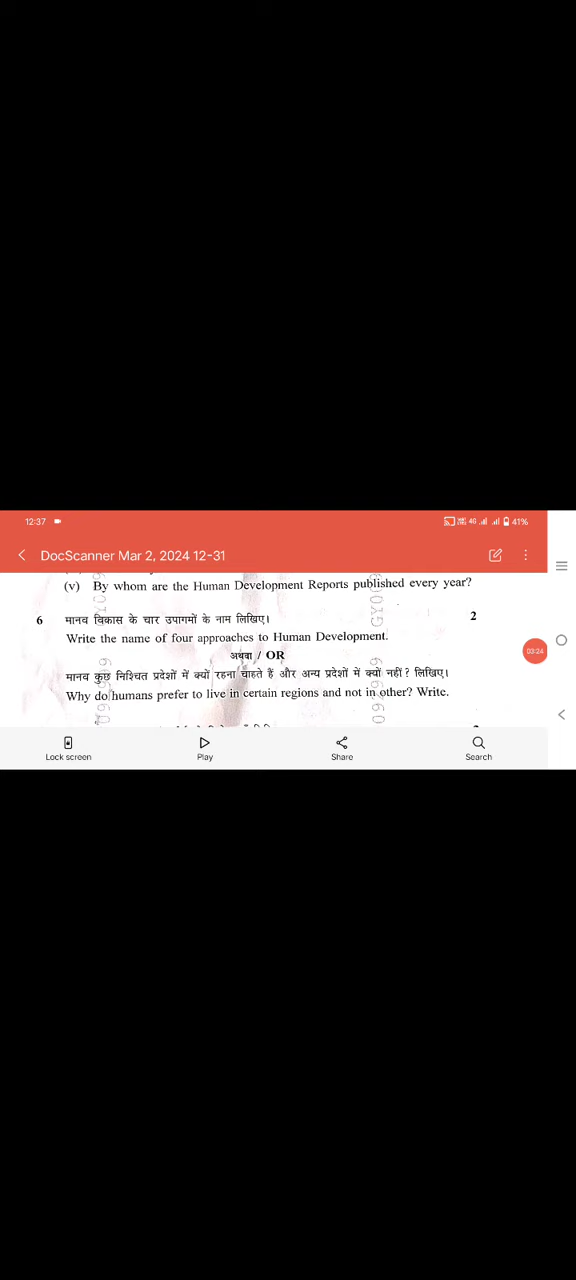 12:37
4G 41%
DocScanner Mar 2, 2024 12-31
(v) By whom are the Human Development Reports published every year?
6 मानव विकास के चार उपागमों के नाम लिखिए। 2
Write the name of four approaches to Human Development.
अथवा / OR
03:24
मानव कुछ निश्चित प्रदेशों में क्यों रहना चाहते हैं और अन्य प्रदेशों में क्यों नहीं? लिखिए।
Why do humans prefer to live in certain regions and not in other? Write.
Lock screen
Play
Share
Search